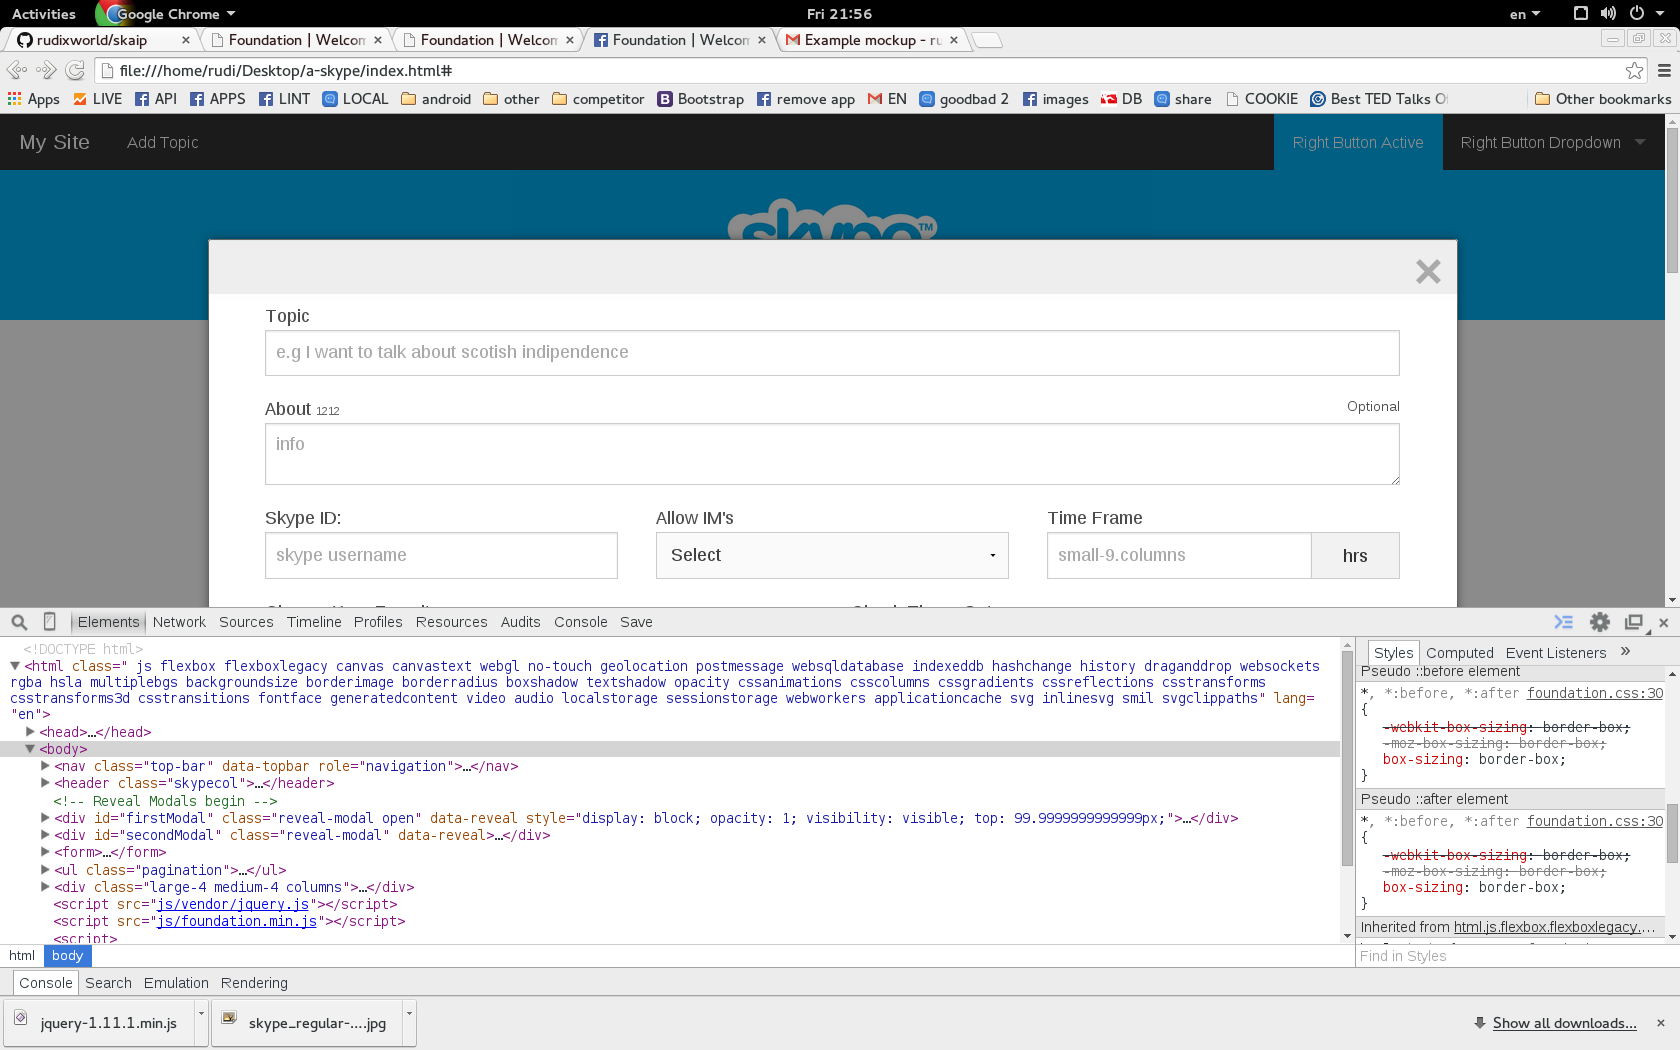 Activities
Google Chrome
Fri 21:56
en
rudixworld/skaip
Foundation | Welcom
Foundation | Welcom
Foundation | Welcom
Example mockup - ru
file:///home/rudi/Desktop/a-skype/index.html#
Apps
LIVE
API
APPS
LINT
LOCAL
android
other
competitor
Bootstrap
remove app
EN
goodbad 2
images
DB
share
COOKIE
Best TED Talks Of
Other bookmarks
My Site
Add Topic
Right Button Active
Right Button Dropdown
skype TM
Topic
e.g I want to talk about scotish indipendence
About 1212
Optional
info
Skype ID:
Allow IM's
Time Frame
skype username
Select
small-9.columns
hrs
Elements Network Sources Timeline Profiles Resources Audits Console Save
<!DOCTYPE html>
<html class=" js flexbox flexboxlegacy canvas canvastext webgl no-touch geolocation postmessage websqldatabase indexeddb hashchange history draganddrop websockets
rgba hsla multiplebgs backgroundsize borderimage borderradius boxshadow textshadow opacity cssanimations csscolumns cssgradients cssreflections csstransforms
csstransforms3d csstransitions fontface generatedcontent video audio localstorage sessionstorage webworkers applicationcache svg inlinesvg smil svgclippaths" lang=
"en">
<head>…</head>
<body>
<nav class="top-bar" data-topbar role="navigation">…</nav>
<header class="skypecol">…</header>
<!-- Reveal Modals begin -->
<div id="firstModal" class="reveal-modal open" data-reveal style="display: block; opacity: 1; visibility: visible; top: 99.9999999999999px;">…</div>
<div id="secondModal" class="reveal-modal" data-reveal>…</div>
<form>…</form>
<ul class="pagination">…</ul>
<div class="large-4 medium-4 columns">…</div>
<script src="js/vendor/jquery.js"></script>
<script src="js/foundation.min.js"></script>
<script>
html body
Styles Computed Event Listeners »
Pseudo ::before element
*, *:before, *:after foundation.css:30
{
-webkit-box-sizing: border-box;
-moz-box-sizing: border-box;
box-sizing: border-box;
}
Pseudo ::after element
*, *:before, *:after foundation.css:30
{
-webkit-box-sizing: border-box;
-moz-box-sizing: border-box;
box-sizing: border-box;
}
Inherited from html.js.flexbox.flexboxlegacy.…
Find in Styles
Console Search Emulation Rendering
jquery-1.11.1.min.js
skype_regular-....jpg
Show all downloads...